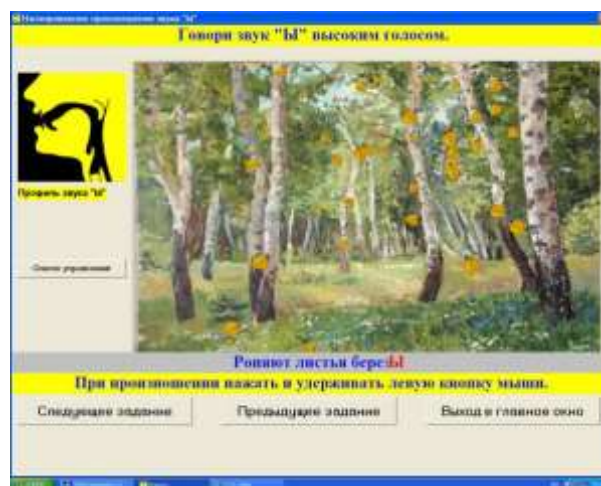 Говори звук "Ы" высоким голосом.
Профиль звука "Ы"
Роняют листья березЫ
При произношении нажать и удерживать левую кнопку мыши.
Следующее задание
Предыдущее задание
Выход в главное окно